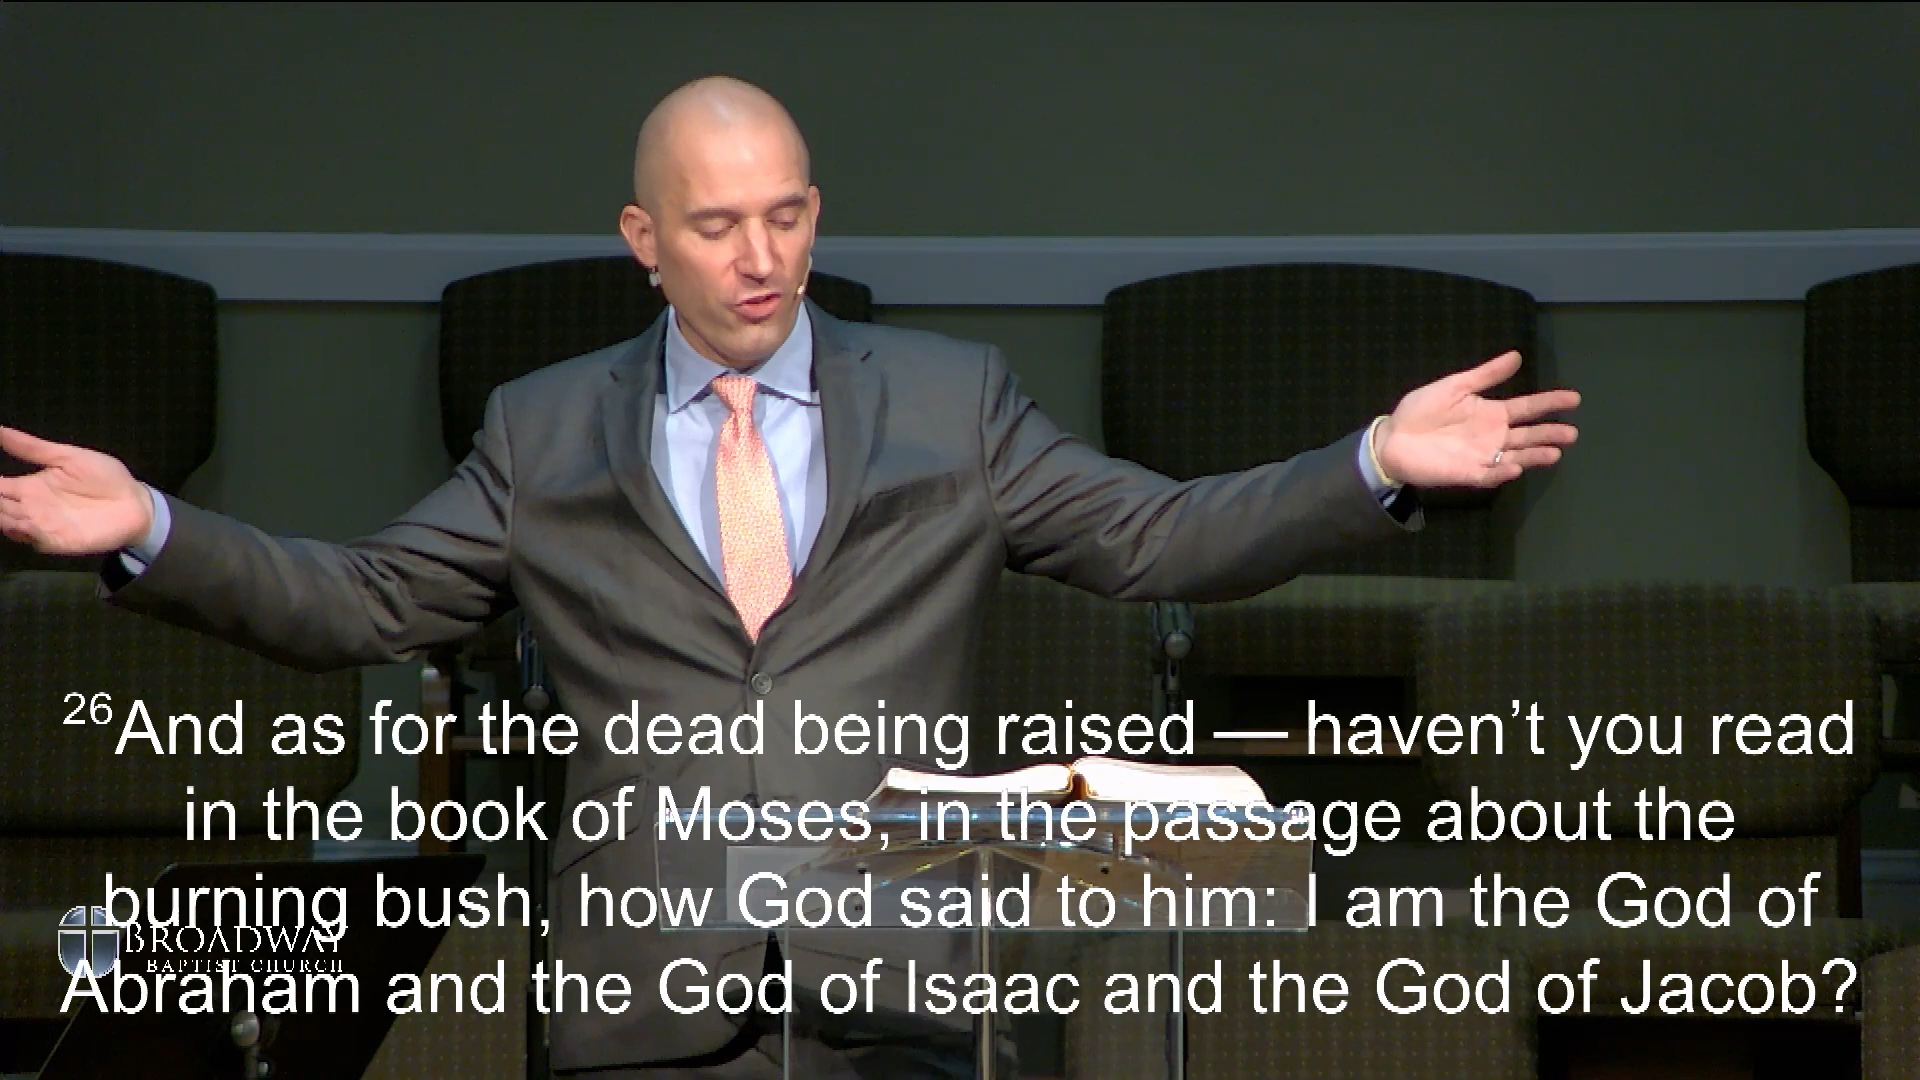 26And as for the dead being raised — haven’t you read
in the book of Moses, in the passage about the
burning bush, how God said to him: I am the God of
Abraham and the God of Isaac and the God of Jacob?
BROADWAY
BAPTIST CHURCH